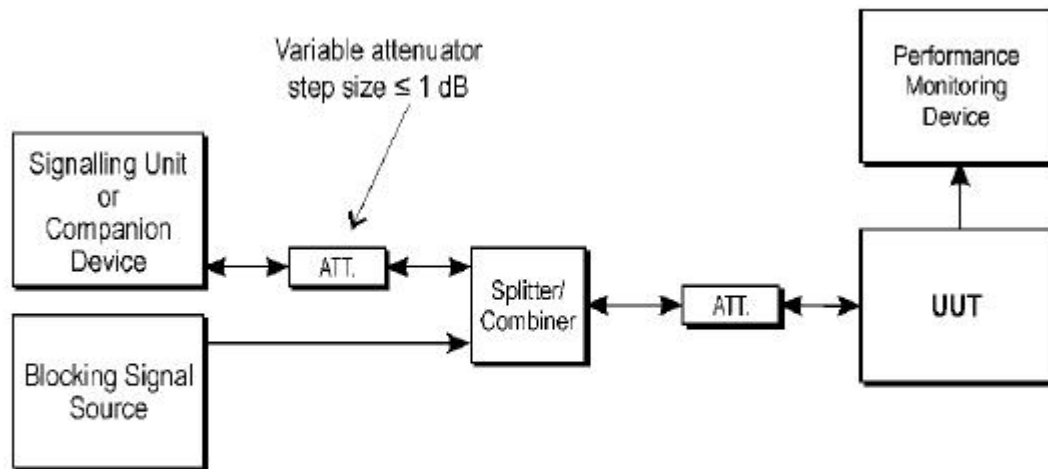 Variable attenuator
step size ≤ 1 dB
Performance
Monitoring
Device
Signalling Unit
or
Companion
Device
ATT.
Splitter/
Combiner
ATT.
UUT
Blocking Signal
Source